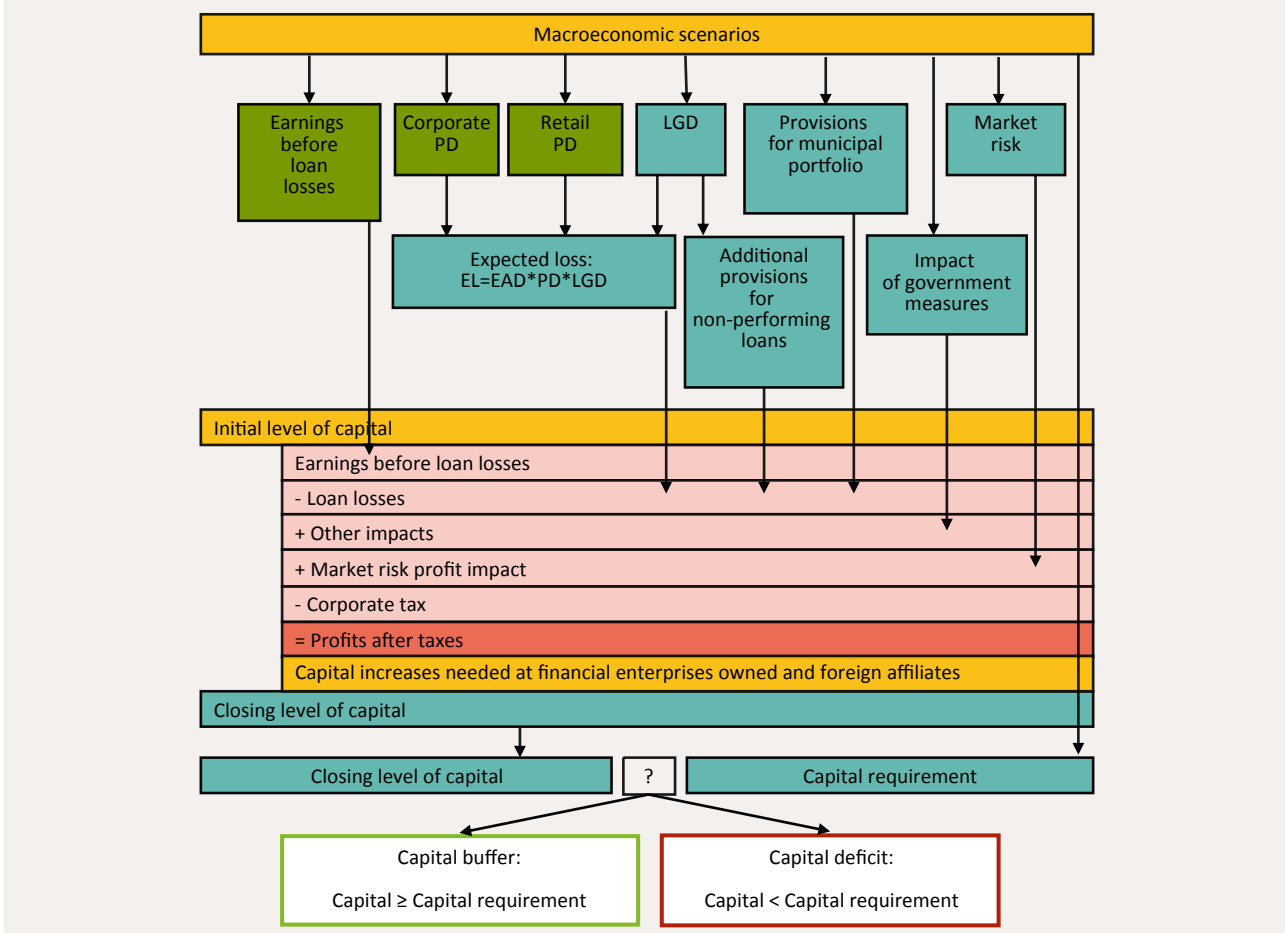 Macroeconomic scenarios
Earnings
before
loan
losses
Corporate
PD
Retail
PD
LGD
Provisions
for municipal
portfolio
Market
risk
Expected loss:
EL=EAD*PD*LGD
Additional
provisions
for
non-performing
loans
Impact
of government
measures
Initial level of capital
Earnings before loan losses
- Loan losses
+ Other impacts
+ Market risk profit impact
- Corporate tax
= Profits after taxes
Capital increases needed at financial enterprises owned and foreign affiliates
Closing level of capital
Closing level of capital
?
Capital requirement
Capital buffer:
Capital ≥ Capital requirement
Capital deficit:
Capital < Capital requirement